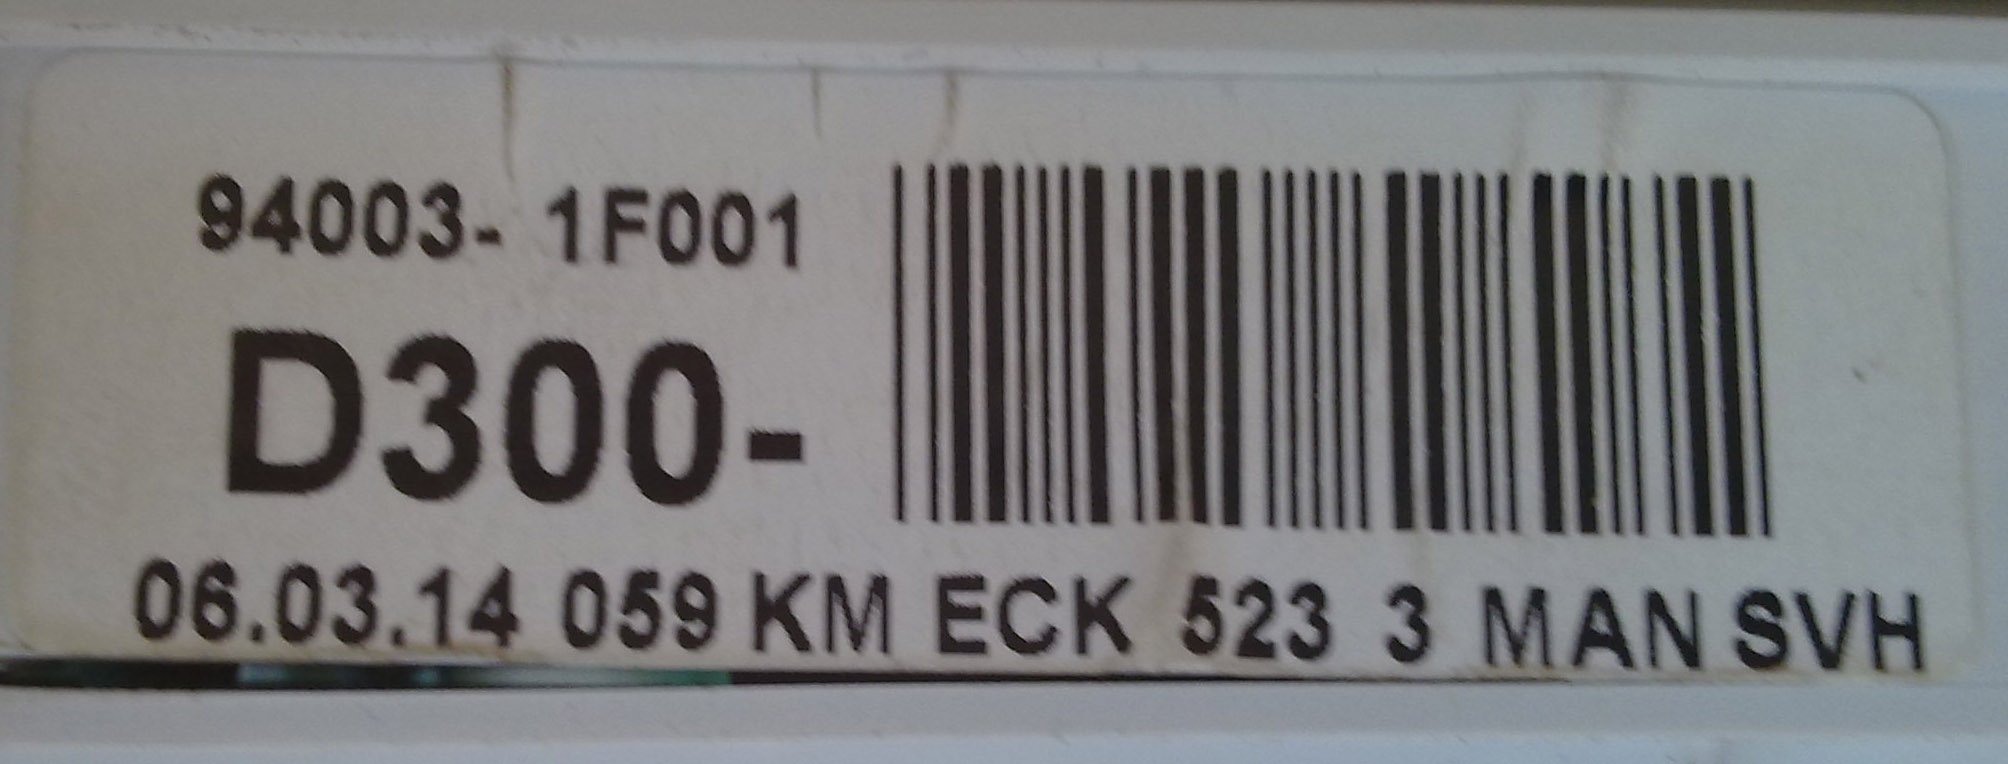 94003- 1F001
D300-
06.03.14 059 KM ECK 523 3 MAN SVH